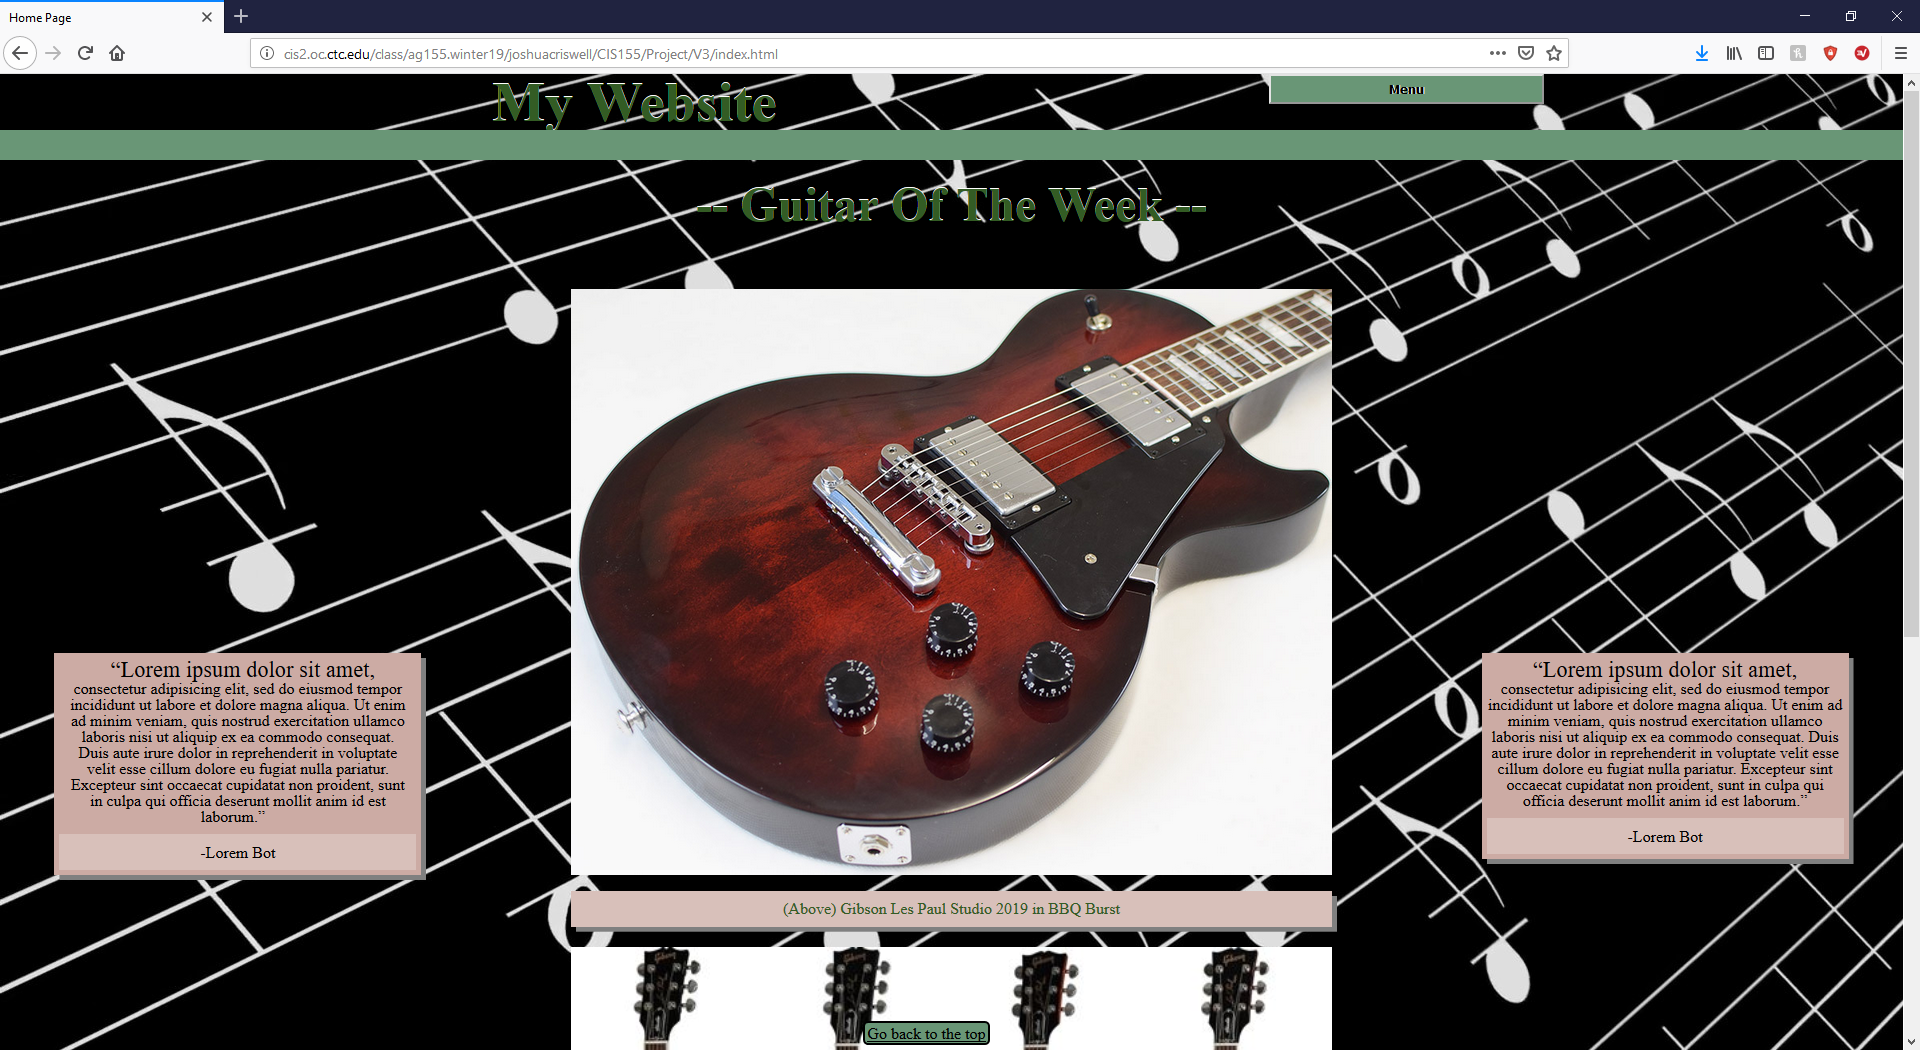 Home Page
cis2.oc.ctc.edu/class/ag155.winter19/joshuacriswell/CIS155/Project/V3/index.html
My Website
Menu
-- Guitar Of The Week --
“Lorem ipsum dolor sit amet,
consectetur adipisicing elit, sed do eiusmod tempor
incididunt ut labore et dolore magna aliqua. Ut enim
ad minim veniam, quis nostrud exercitation ullamco
laboris nisi ut aliquip ex ea commodo consequat.
Duis aute irure dolor in reprehenderit in voluptate
velit esse cillum dolore eu fugiat nulla pariatur.
Excepteur sint occaecat cupidatat non proident, sunt
in culpa qui officia deserunt mollit anim id est
laborum.”
-Lorem Bot
“Lorem ipsum dolor sit amet,
consectetur adipisicing elit, sed do eiusmod tempor
incididunt ut labore et dolore magna aliqua. Ut enim ad
minim veniam, quis nostrud exercitation ullamco
laboris nisi ut aliquip ex ea commodo consequat. Duis
aute irure dolor in reprehenderit in voluptate velit esse
cillum dolore eu fugiat nulla pariatur. Excepteur sint
occaecat cupidatat non proident, sunt in culpa qui
officia deserunt mollit anim id est laborum.”
-Lorem Bot
(Above) Gibson Les Paul Studio 2019 in BBQ Burst
Gibson
Gibson
Gibson
Gibson
Go back to the top